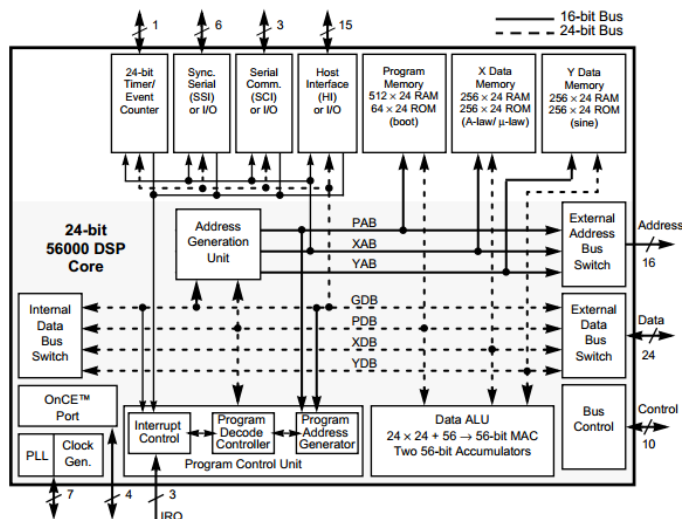 1
6
3
15
16-bit Bus
24-bit Bus
24-bit
Timer/
Event
Counter
Sync.
Serial
(SSI)
or I/O
Serial
Comm.
(SCI)
or I/O
Host
Interface
(HI)
or I/O
Program
Memory
512 × 24 RAM
64 × 24 ROM
(boot)
X Data
Memory
256 × 24 RAM
256 × 24 ROM
(A-law/ μ-law)
Y Data
Memory
256 × 24 RAM
256 × 24 ROM
(sine)
24-bit
56000 DSP
Core
Address
Generation
Unit
PAB
XAB
YAB
External
Address
Bus
Switch
Address
16
Internal
Data
Bus
Switch
GDB
PDB
XDB
YDB
External
Data
Bus
Switch
Data
24
OnCE™
Port
PLL
Clock
Gen.
Interrupt
Control
Program
Decode
Controller
Program
Address
Generator
Program Control Unit
Data ALU
24 × 24 + 56 → 56-bit MAC
Two 56-bit Accumulators
Bus
Control
Control
10
7
4
3
IRQ